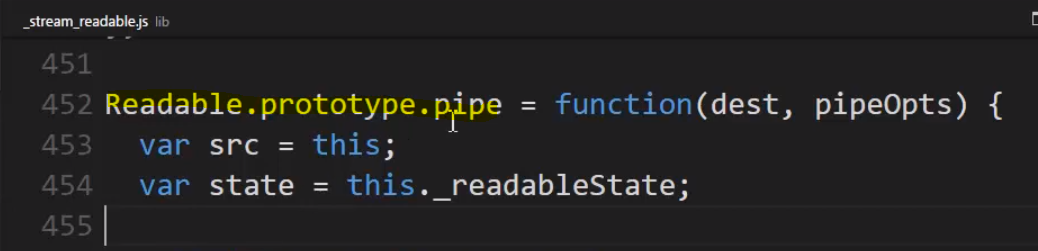 _stream_readable.js lib
451
452 Readable.prototype.pipe = function(dest, pipeOpts) {
453 var src = this;
454 var state = this._readableState;
455